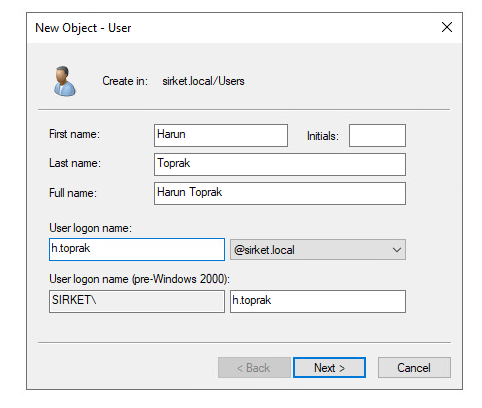 New Object - User
Create in: sirket.local/Users
First name: Harun Initials:
Last name: Toprak
Full name: Harun Toprak
User logon name:
h.toprak @sirket.local
User logon name (pre-Windows 2000):
SIRKET\ h.toprak
< Back Next > Cancel